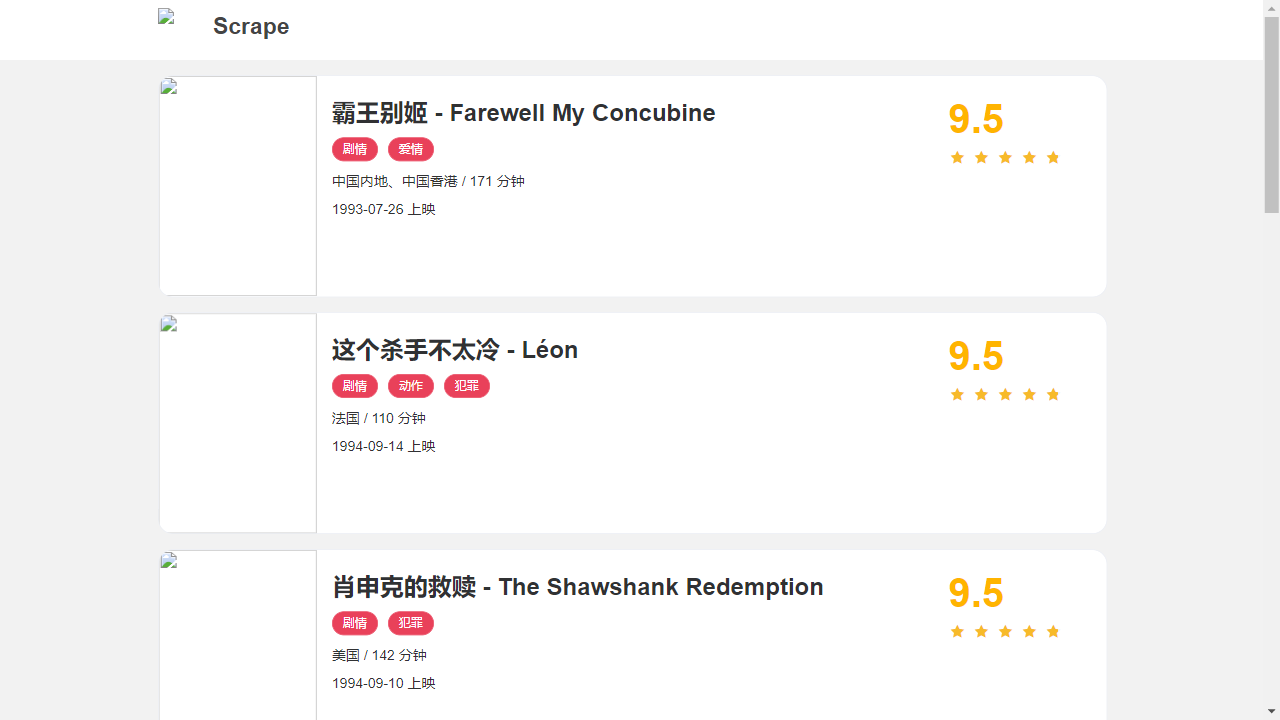 Scrape
霸王别姬 - Farewell My Concubine
9.5
剧情 爱情
中国内地、中国香港 / 171 分钟
1993-07-26 上映
这个杀手不太冷 - Léon
9.5
剧情 动作 犯罪
法国 / 110 分钟
1994-09-14 上映
肖申克的救赎 - The Shawshank Redemption
9.5
剧情 犯罪
美国 / 142 分钟
1994-09-10 上映